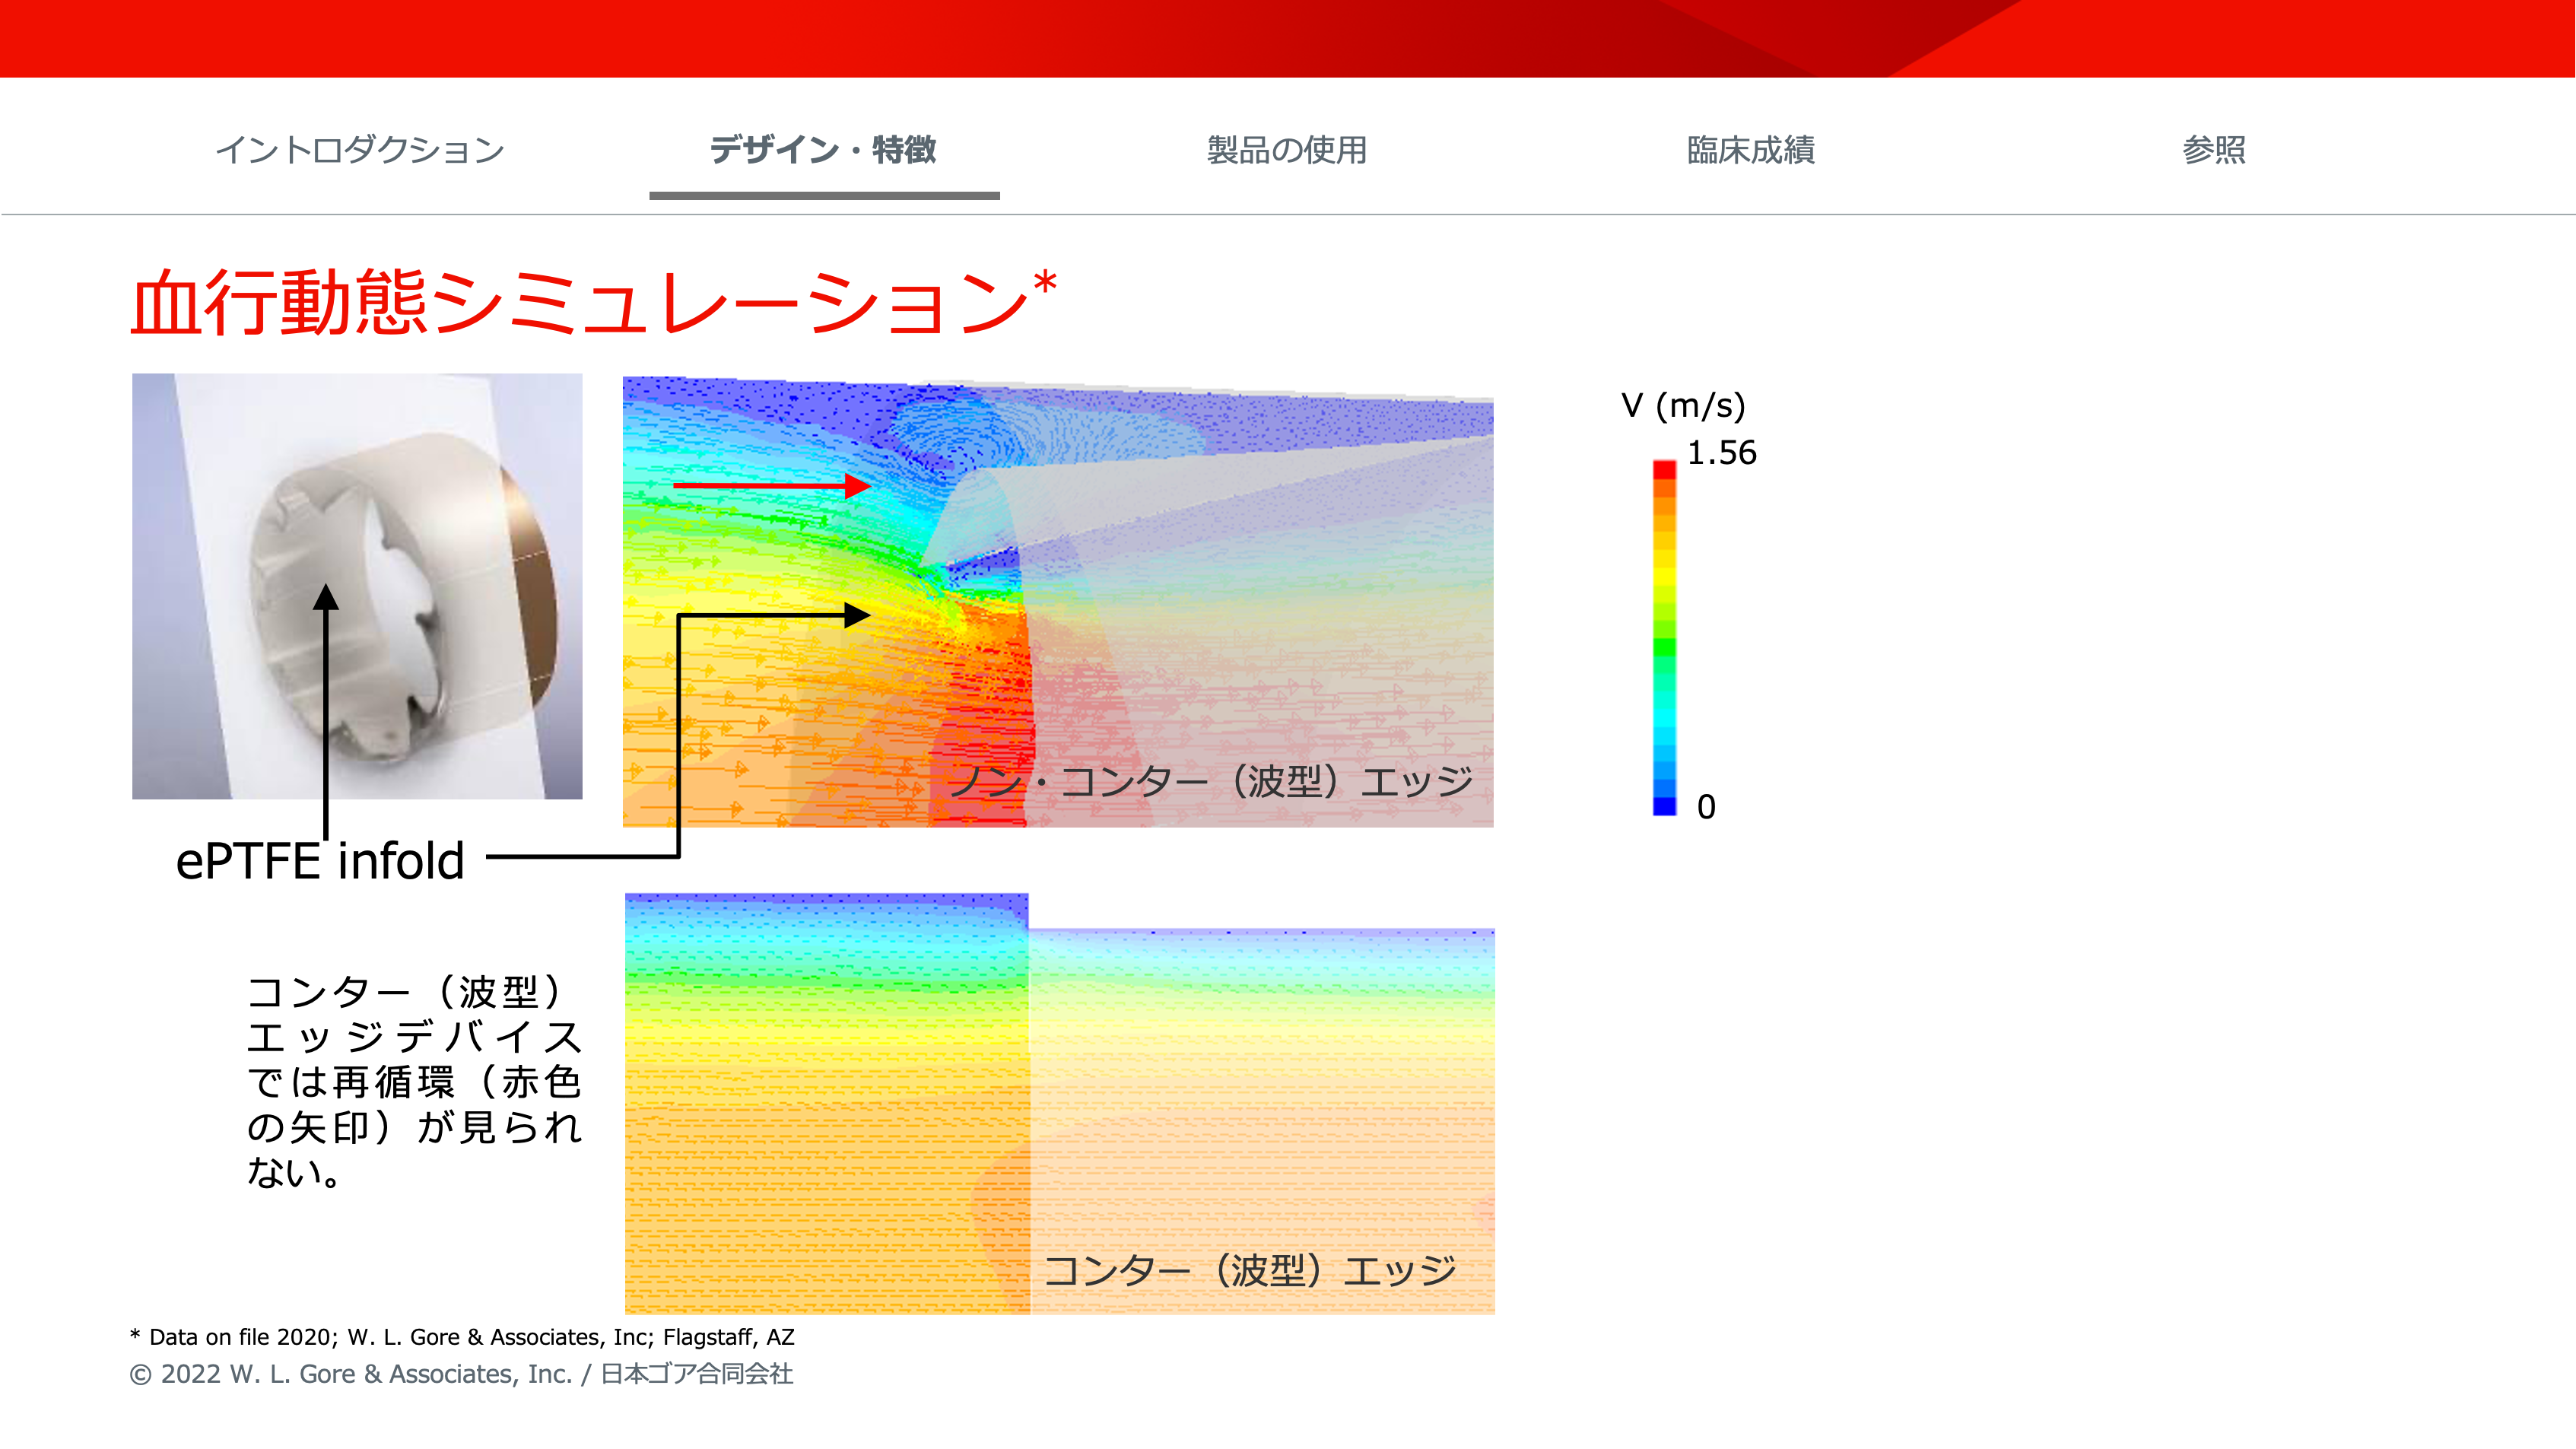 イントロダクション
デザイン・特徴
製品の使用
臨床成績
参照
血行動態シミュレーション*
V (m/s)
1.56
0
ノン・コンター（波型）エッジ
ePTFE infold
コンター（波型）
エッジデバイス
では再循環（赤色
の矢印）が見られ
ない。
コンター（波型）エッジ
* Data on file 2020; W. L. Gore & Associates, Inc; Flagstaff, AZ
© 2022 W. L. Gore & Associates, Inc. / 日本ゴア合同会社